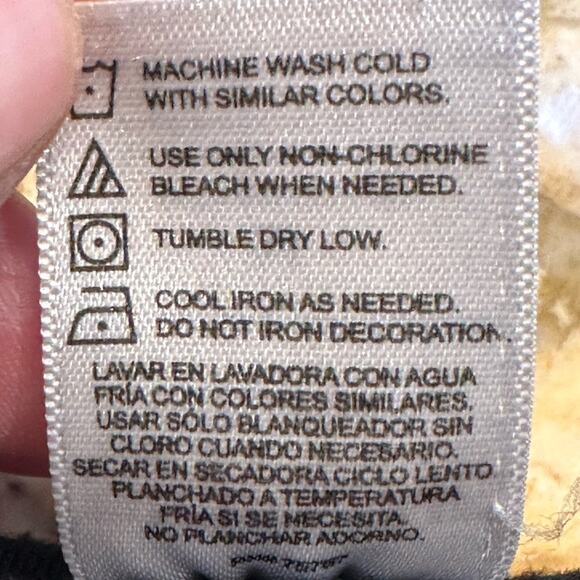 MACHINE WASH COLD
WITH SIMILAR COLORS.
USE ONLY NON-CHLORINE
BLEACH WHEN NEEDED.
TUMBLE DRY LOW.
COOL IRON AS NEEDED.
DO NOT IRON DECORATION.
LAVAR EN LAVADORA CON AGUA
FRÍA CON COLORES SIMILARES.
USAR SÓLO BLANQUEADOR SIN
CLORO CUANDO NECESARIO.
SECAR EN SECADORA CICLO LENTO.
PLANCHADO A TEMPERATURA
FRÍA SI SE NECESITA.
NO PLANCHAR ADORNO.